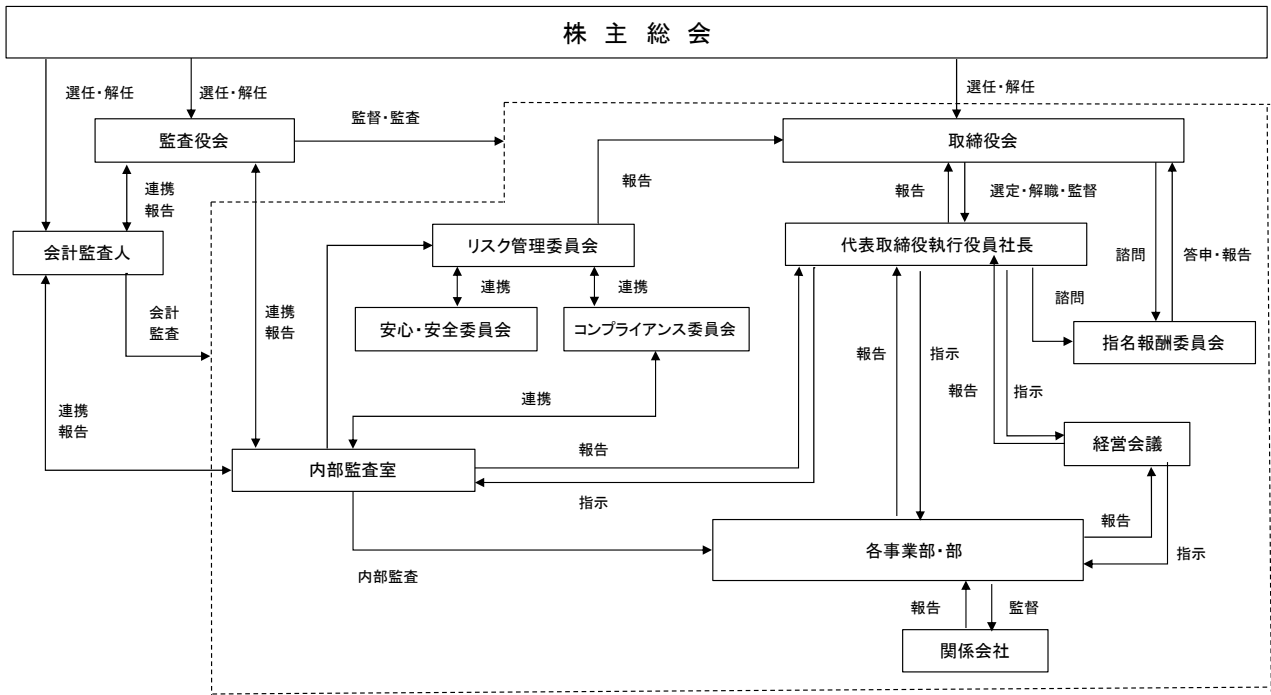 株 主 総 会
選任・解任
選任・解任
選任・解任
監査役会
監督・監査
取締役会
連携
報告
報告
報告
選定・解職・監督
会計監査人
リスク管理委員会
代表取締役執行役員社長
諮問
答申・報告
会計
監査
連携
報告
連携
連携
諮問
安心・安全委員会
コンプライアンス委員会
指名報酬委員会
報告
指示
報告
指示
連携
報告
連携
経営会議
内部監査室
報告
指示
報告
各事業部・部
指示
内部監査
報告
監督
関係会社